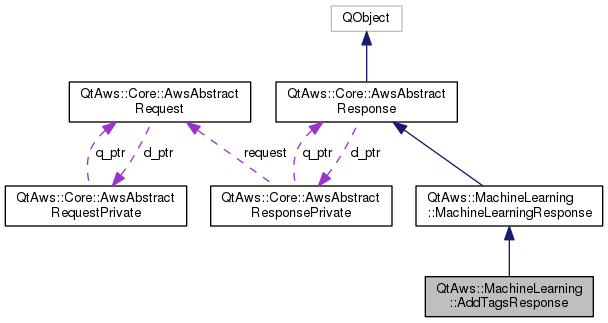 QObject
QtAws::Core::AwsAbstract
Request
QtAws::Core::AwsAbstract
Response
q_ptr
d_ptr
request
q_ptr
d_ptr
QtAws::Core::AwsAbstract
RequestPrivate
QtAws::Core::AwsAbstract
ResponsePrivate
QtAws::MachineLearning
::MachineLearningResponse
QtAws::MachineLearning
::AddTagsResponse